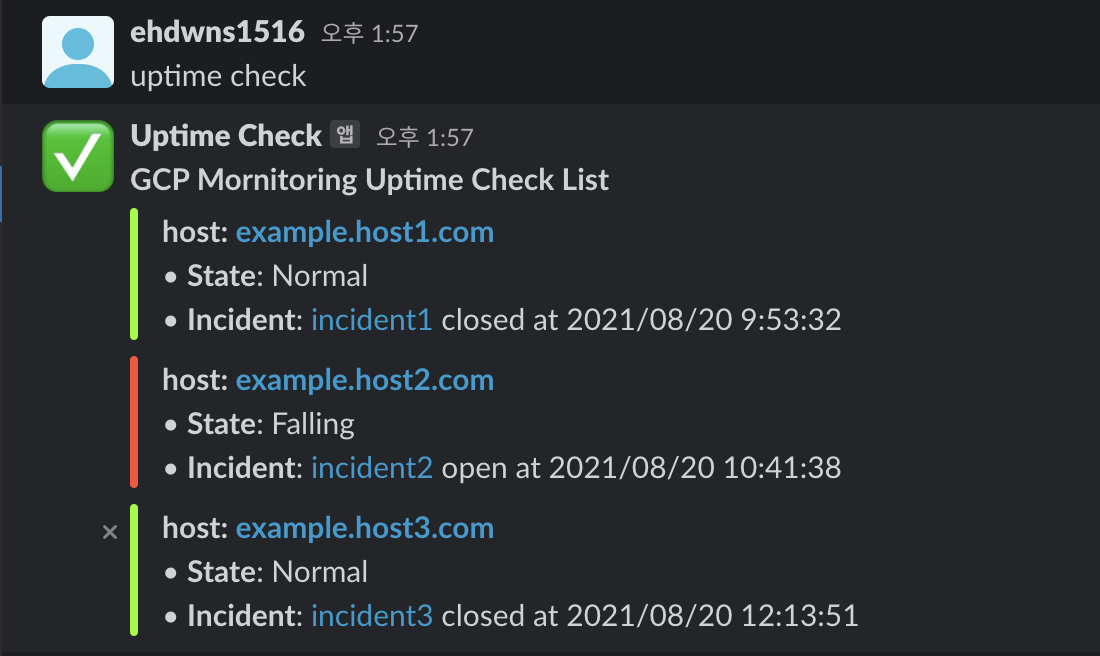 ehdwns1516 오후 1:57
uptime check
Uptime Check 앱 오후 1:57
GCP Mornitoring Uptime Check List
host: example.host1.com
• State: Normal
• Incident: incident1 closed at 2021/08/20 9:53:32
host: example.host2.com
• State: Falling
• Incident: incident2 open at 2021/08/20 10:41:38
host: example.host3.com
• State: Normal
• Incident: incident3 closed at 2021/08/20 12:13:51